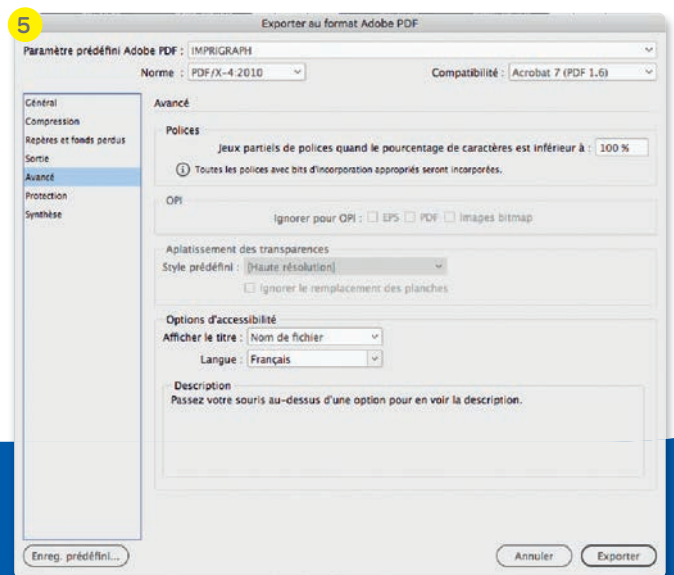 5
Exporter au format Adobe PDF
Paramètre prédéfini Adobe PDF : IMPRIGRAPH
Norme : PDF/X-4:2010 Compatibilité : Acrobat 7 (PDF 1.6)
Général
Compression
Repères et fonds perdus
Sortie
Avancé
Protection
Synthèse
Avancé
Polices
Jeux partiels de polices quand le pourcentage de caractères est inférieur à : 100 %
Toutes les polices avec bits d'incorporation appropriés seront incorporées.
OPI
Ignorer pour OPI : EPS PDF Images bitmap
Aplatissement des transparences
Style prédéfini : [Haute résolution]
Ignorer le remplacement des planches
Options d'accessibilité
Afficher le titre : Nom de fichier
Langue : Français
Description
Passez votre souris au-dessus d'une option pour en voir la description.
Enreg. prédéfini... Annuler Exporter